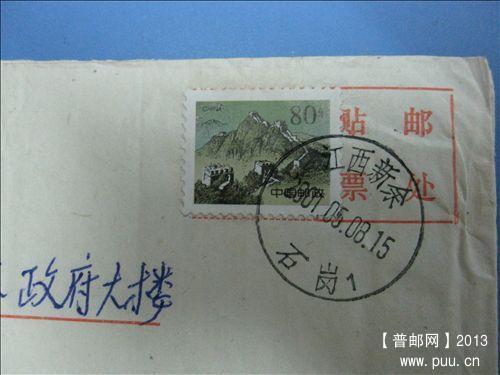 80分
中国邮政
贴 邮
票 处
江西新余
2001.05.08.15
石岗1
政府大楼
【普邮网】2013
www.puu.cn